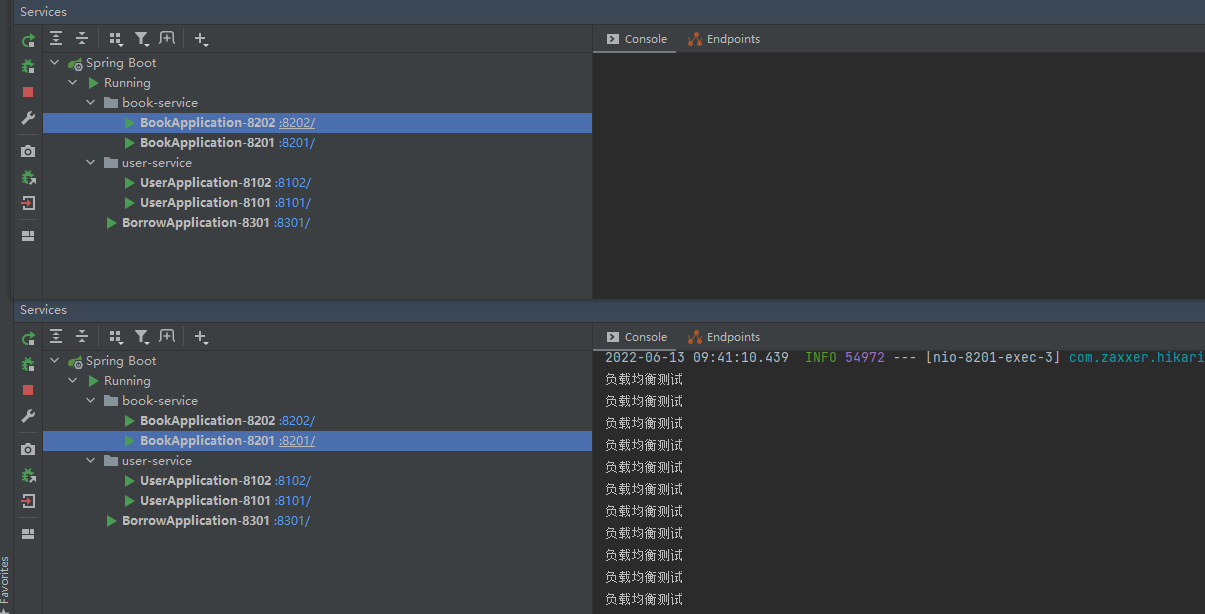 Services
Console
Endpoints
Spring Boot
Running
book-service
BookApplication-8202 :8202/
BookApplication-8201 :8201/
user-service
UserApplication-8102 :8102/
UserApplication-8101 :8101/
BorrowApplication-8301 :8301/
Services
Console
Endpoints
Spring Boot
Running
book-service
BookApplication-8202 :8202/
BookApplication-8201 :8201/
user-service
UserApplication-8102 :8102/
UserApplication-8101 :8101/
BorrowApplication-8301 :8301/
2022-06-13 09:41:10.439 INFO 54972 --- [nio-8201-exec-3] com.zaxxer.hikari
负载均衡测试
负载均衡测试
负载均衡测试
负载均衡测试
负载均衡测试
负载均衡测试
负载均衡测试
负载均衡测试
负载均衡测试
负载均衡测试
负载均衡测试
Favorites